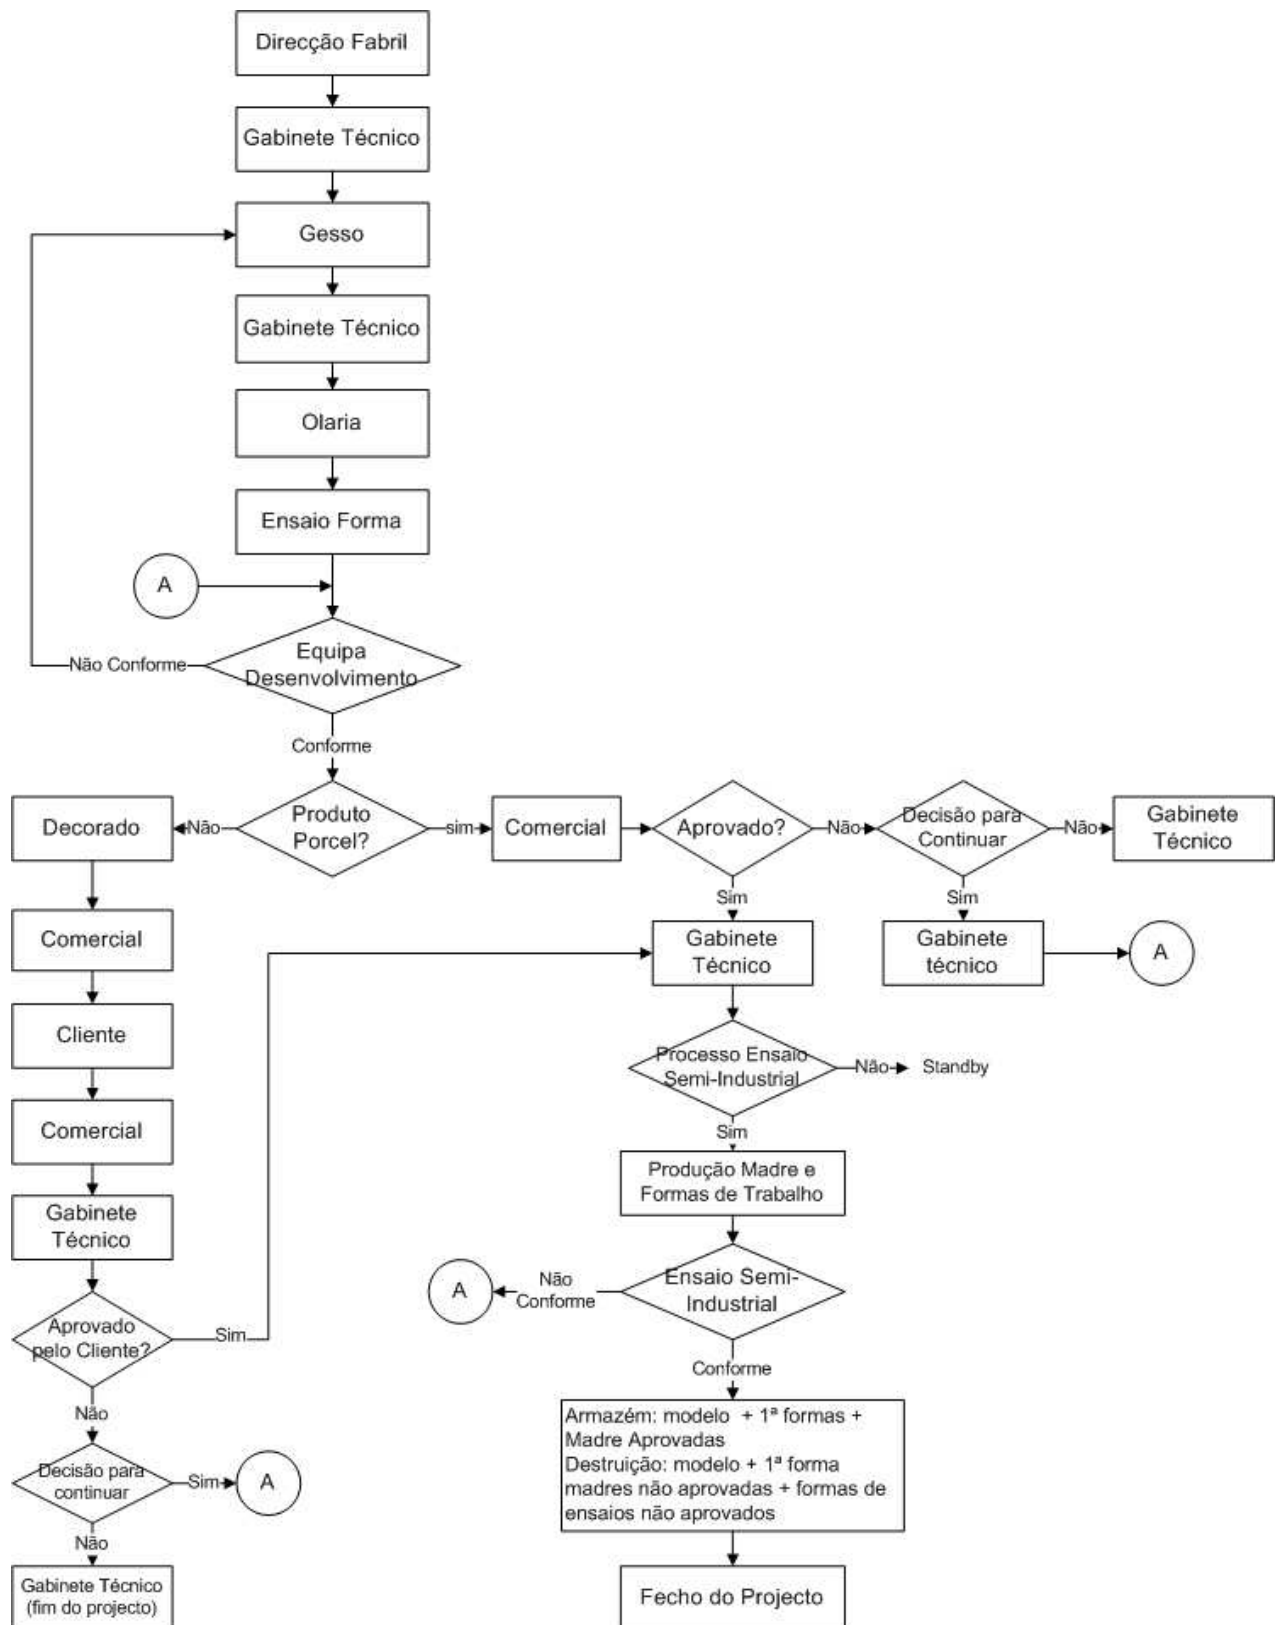 Direcção Fabril
Gabinete Técnico
Gesso
Gabinete Técnico
Olaria
Ensaio Forma
A
Equipa
Desenvolvimento
Não Conforme
Conforme
Decorado
Não
Produto
Porcel?
sim
Comercial
Aprovado?
Não
Decisão para
Continuar
Não
Gabinete
Técnico
Sim
Sim
Comercial
Gabinete
Técnico
Gabinete
técnico
A
Cliente
Processo Ensaio
Semi-Industrial
Não
Standby
Comercial
Sim
Produção Madre e
Formas de Trabalho
Gabinete
Técnico
A
Não
Conforme
Ensaio Semi-
Industrial
Aprovado
pelo Cliente?
Sim
Conforme
Não
Armazém: modelo + 1ª formas +
Madre Aprovadas
Destruição: modelo + 1ª forma
madres não aprovadas + formas de
ensaios não aprovados
Decisão para
continuar
Sim
A
Não
Gabinete Técnico
(fim do projecto)
Fecho do Projecto